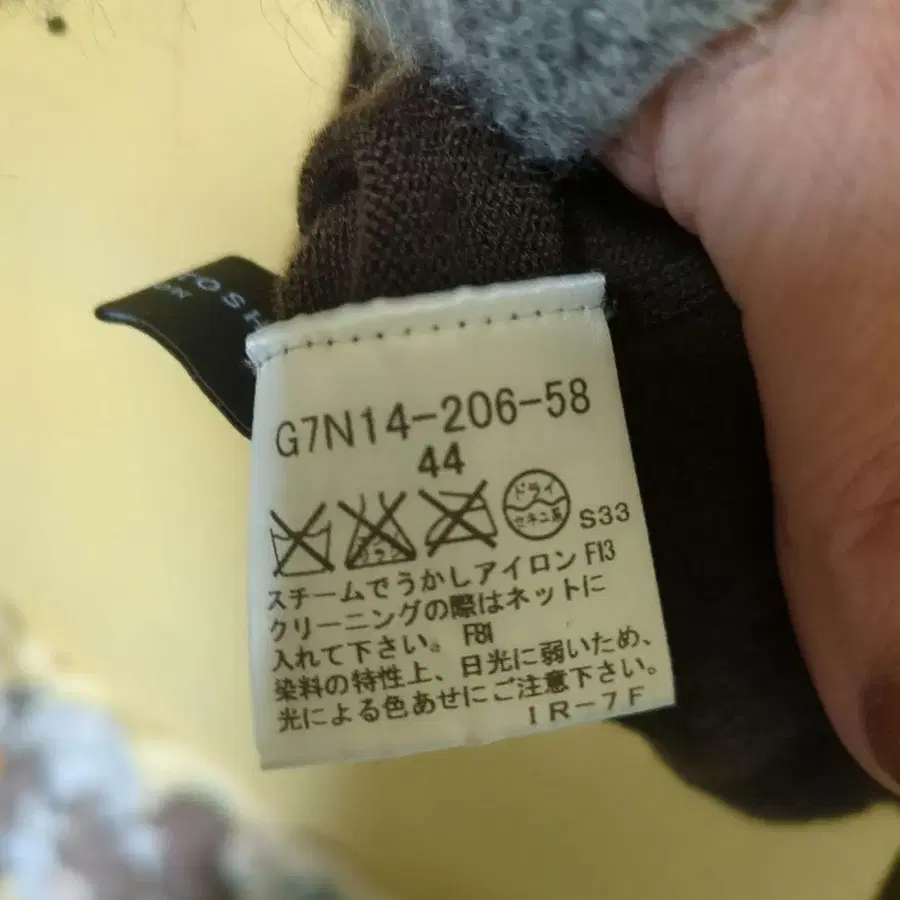 TOSH
ON
G7N14-206-58
44
ドライ
セキユ系
S33
スチームでうかしアイロン F13
クリーニングの際はネットに
入れて下さい。 F81
染料の特性上、日光に弱いため、
光による色あせにご注意下さい。
IR-7F